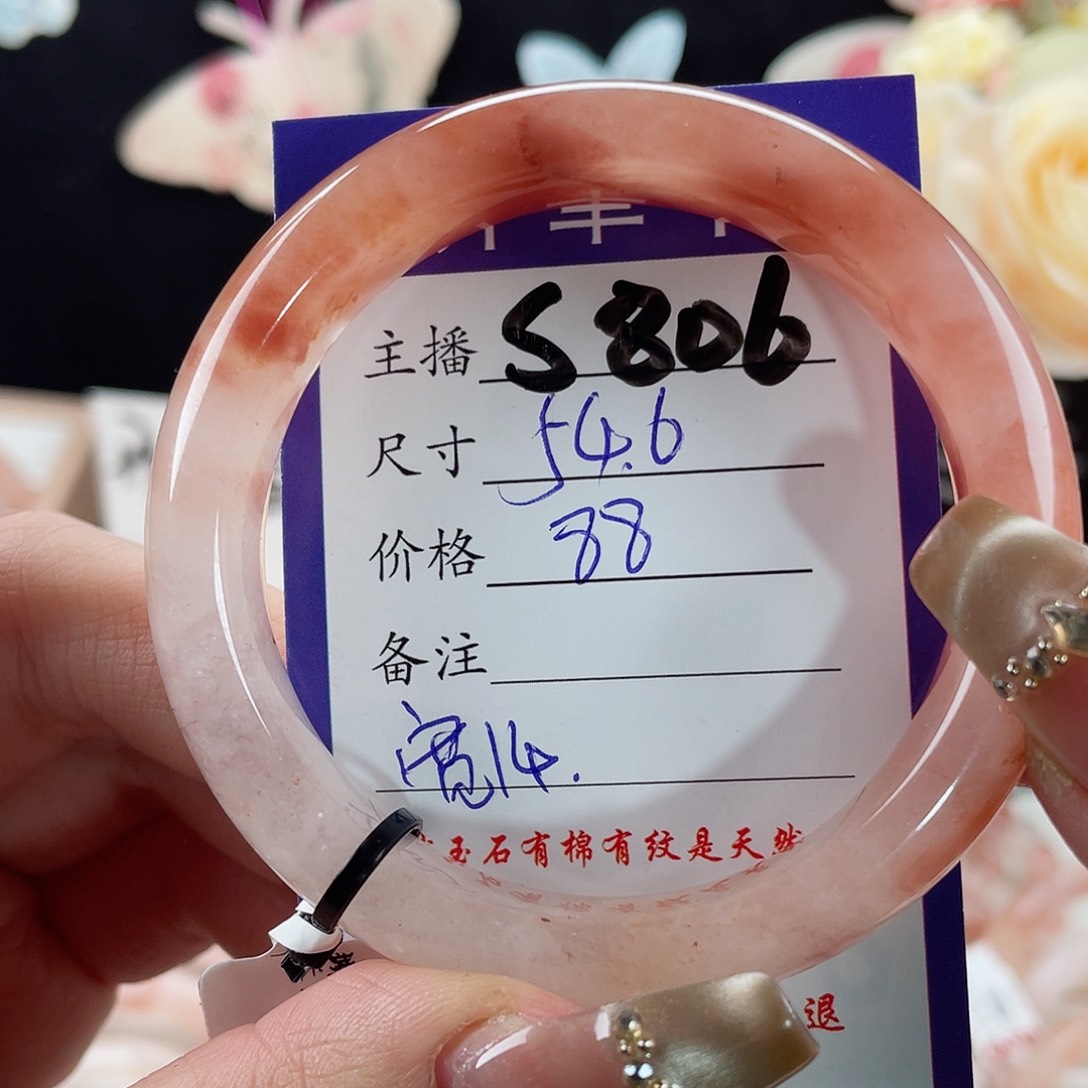 丰
主播 S806
尺寸 54.6
价格 88
备注
宽14.
玉石有棉有纹是天然
退